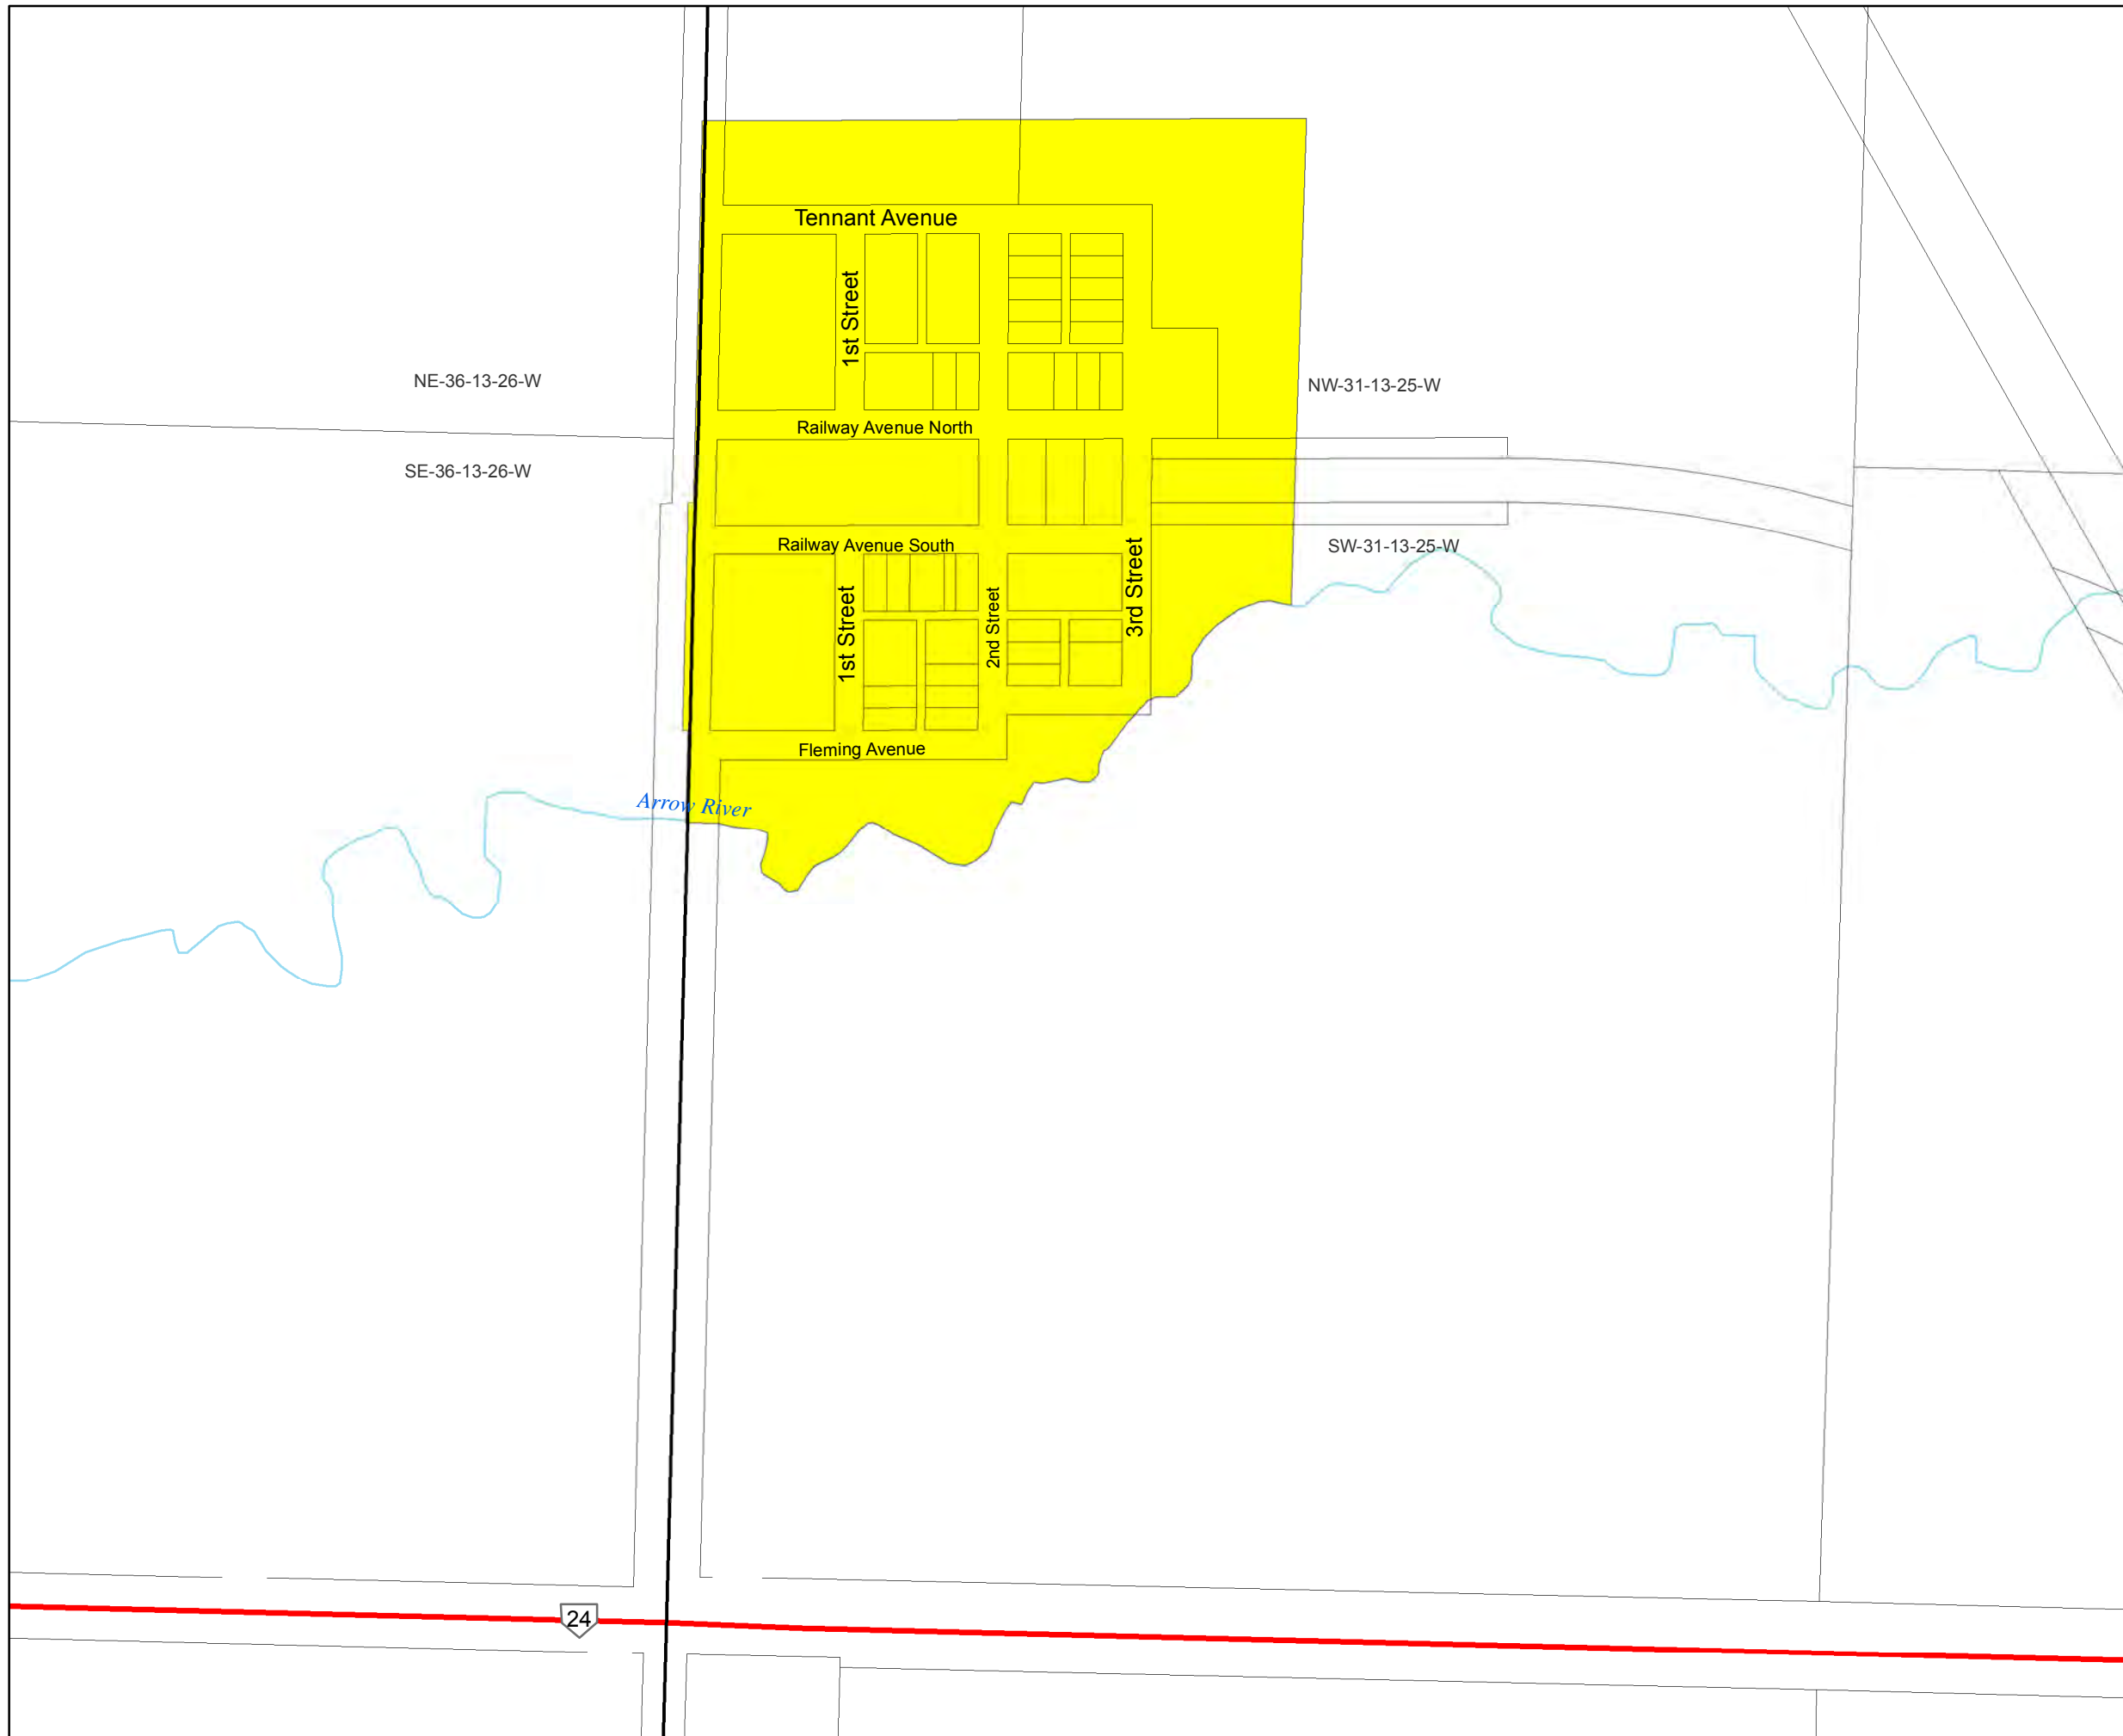 Tennant Avenue
1st Street
NE-36-13-26-W
NW-31-13-25-W
Railway Avenue North
SE-36-13-26-W
Railway Avenue South
SW-31-13-25-W
1st Street
2nd Street
3rd Street
Fleming Avenue
Arrow River
24